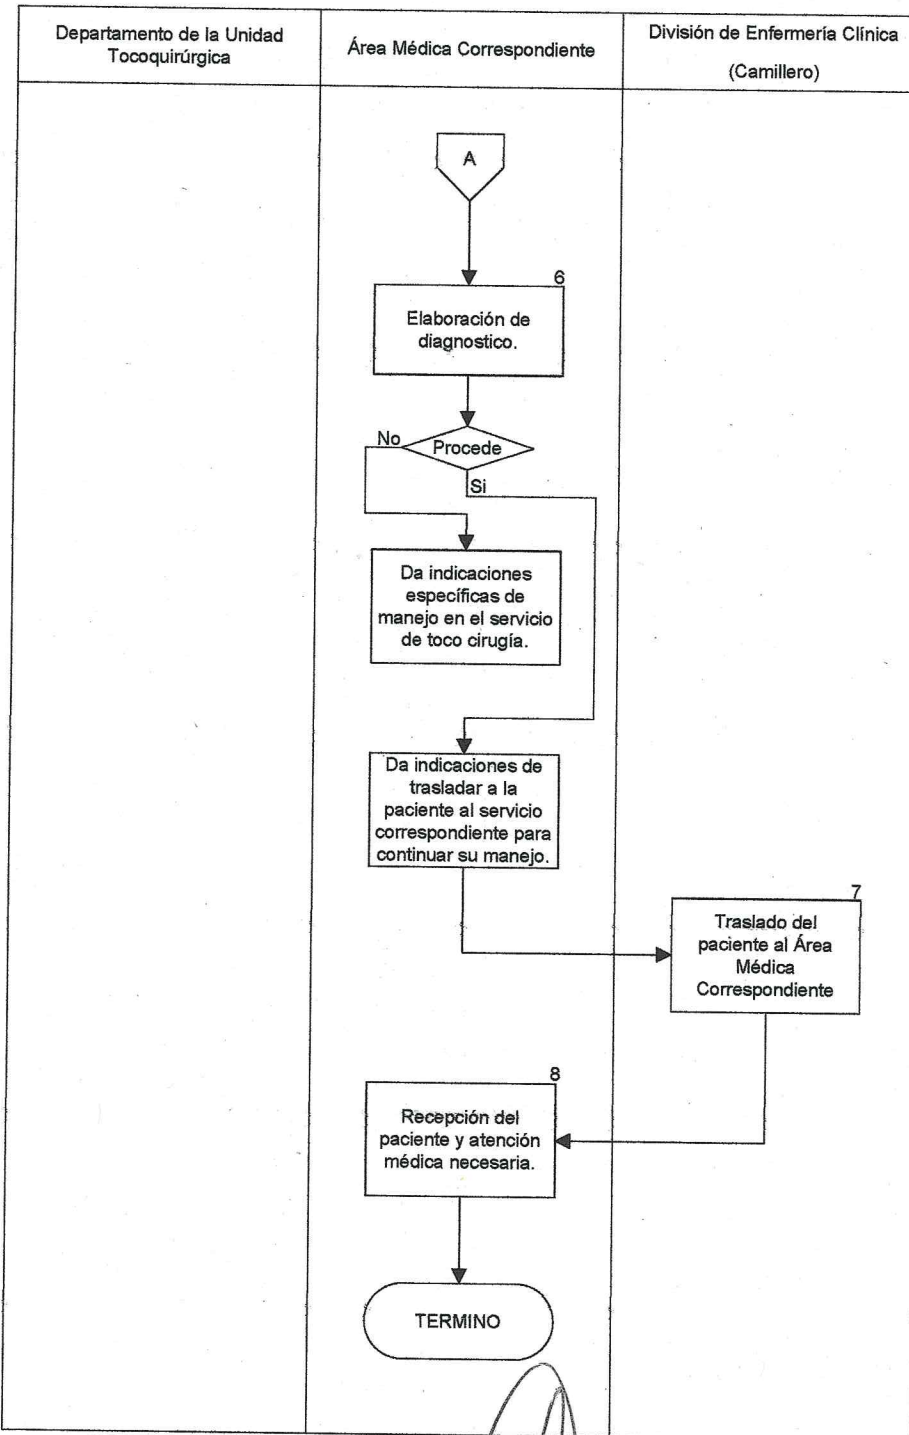 Departamento de la Unidad
Tocoquirúrgica
Área Médica Correspondiente
División de Enfermería Clínica
(Camillero)
A
6
Elaboración de
diagnostico.
No
Procede
Si
Da indicaciones
específicas de
manejo en el servicio
de toco cirugía.
Da indicaciones de
trasladar a la
paciente al servicio
correspondiente para
continuar su manejo.
7
Traslado del
paciente al Área
Médica
Correspondiente
8
Recepción del
paciente y atención
médica necesaria.
TERMINO